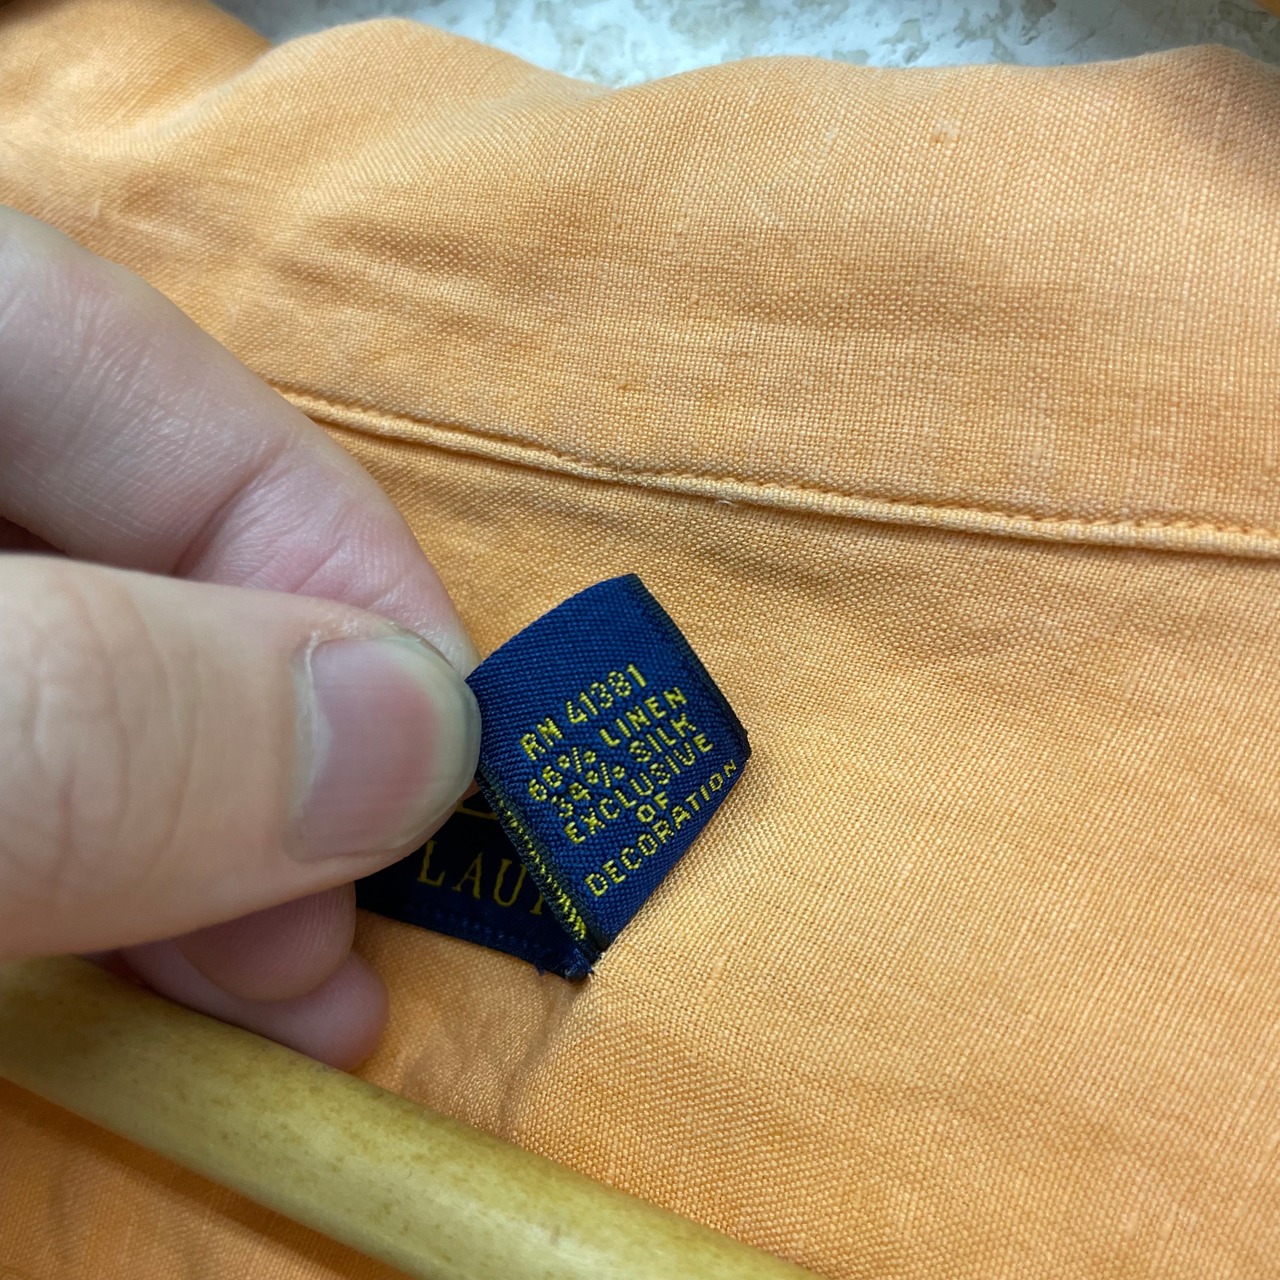 RN 41381
66% LINEN
34% SILK
EXCLUSIVE
OF
DECORATION
LAU